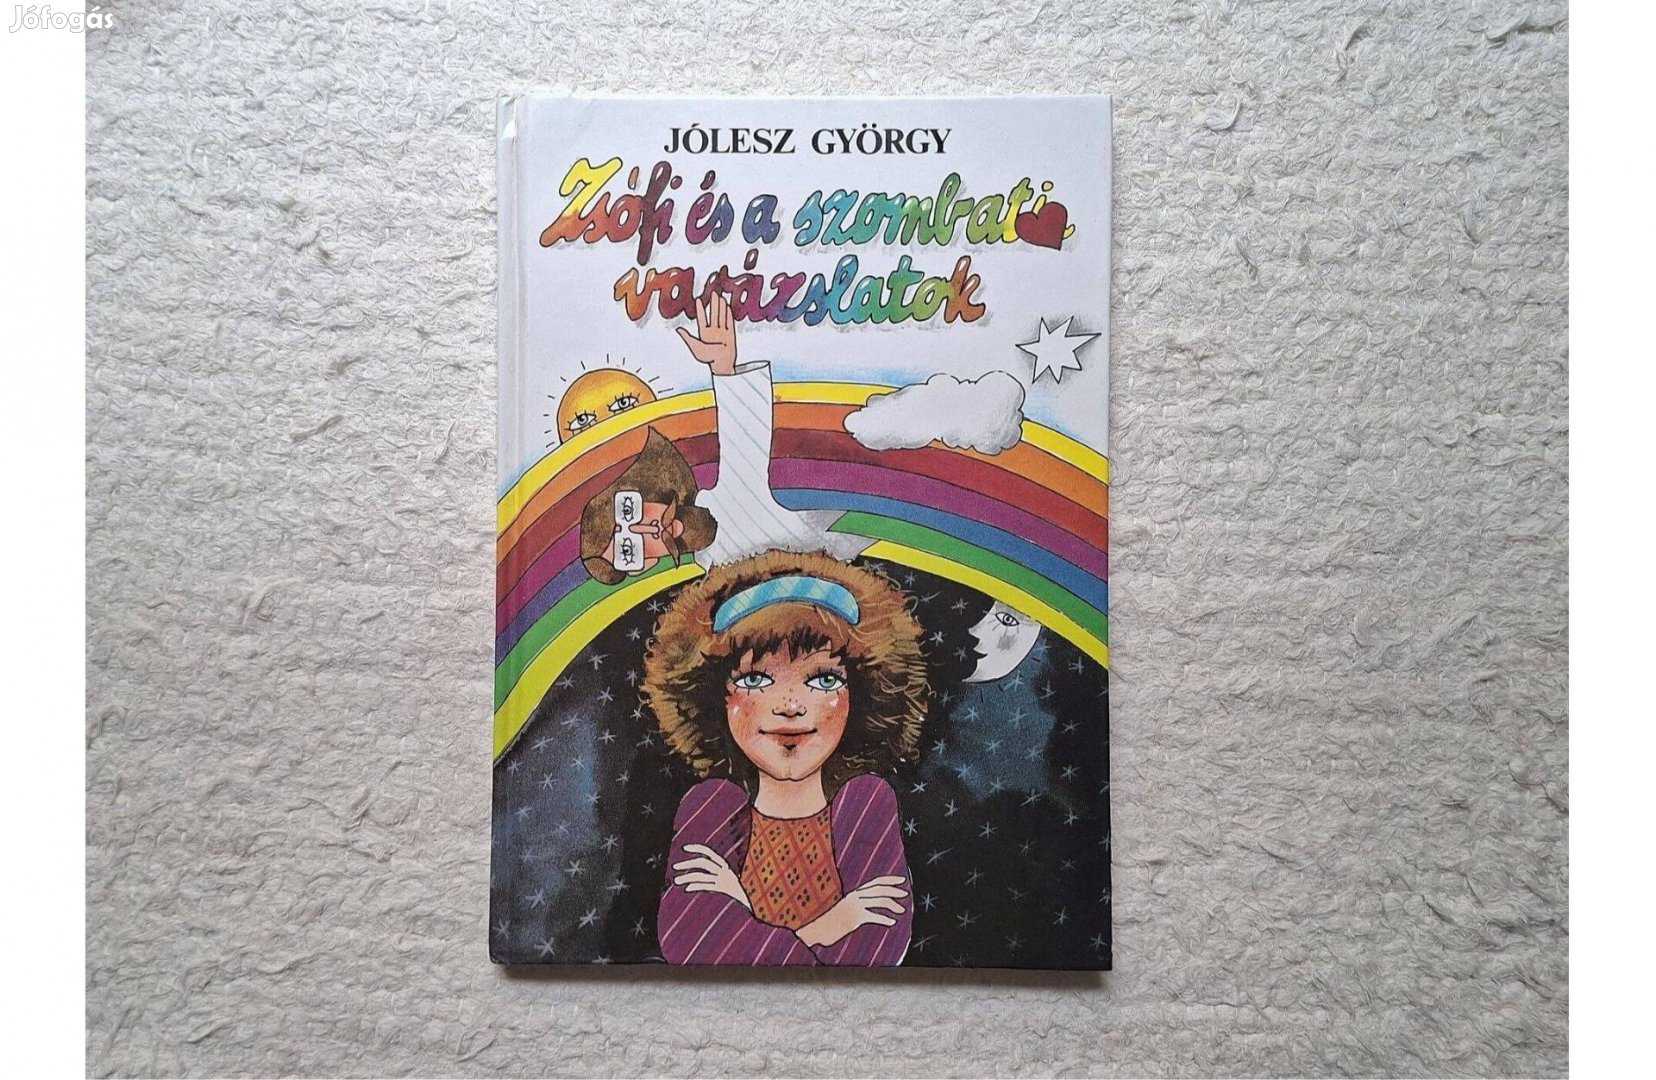 Jófogás
JÓLESZ GYÖRGY
Zsófi és a szombati
varázslatok